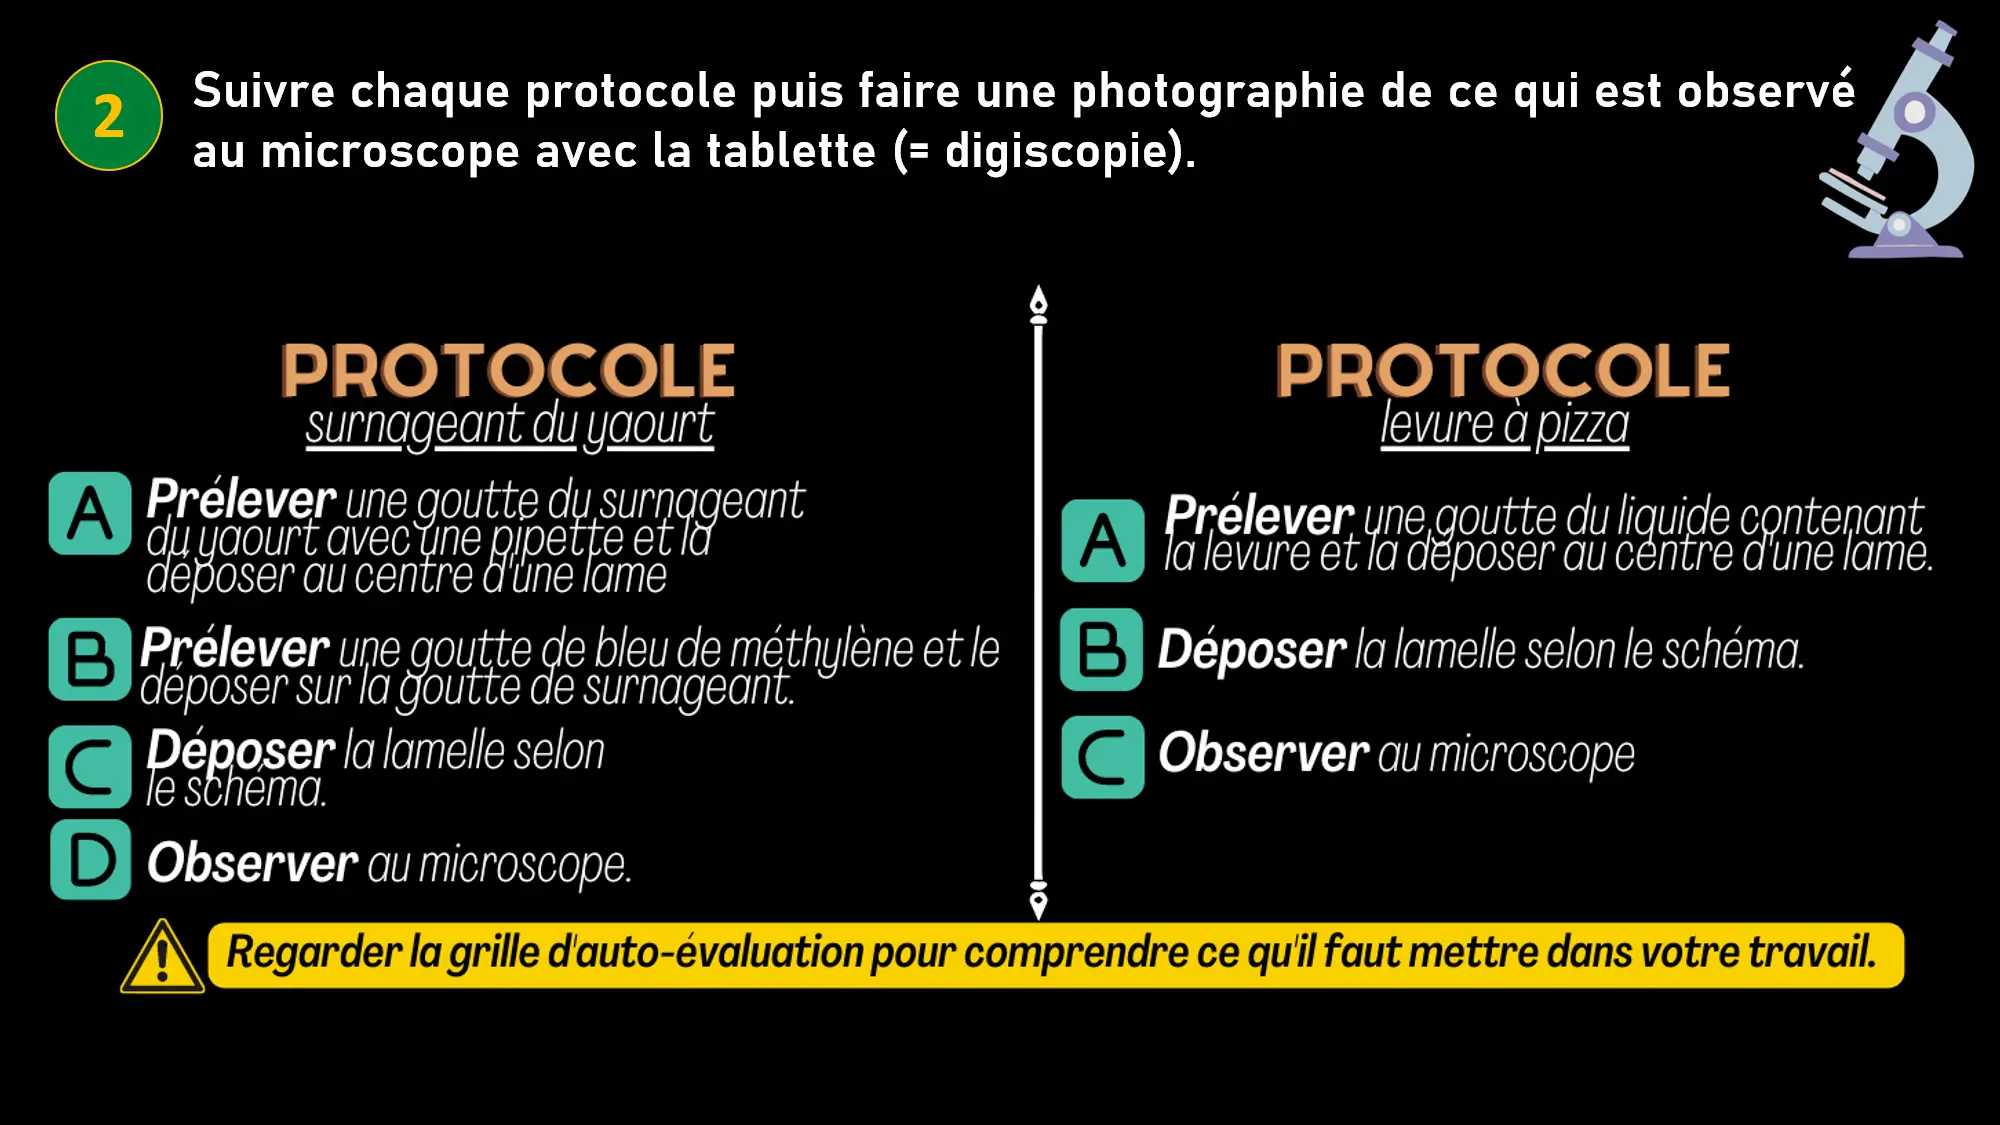 2
Suivre chaque protocole puis faire une photographie de ce qui est observé
au microscope avec la tablette (= digiscopie).
PROTOCOLE
surnageant du yaourt
A
Prélever une goutte du surnageant
du yaourt avec une pipette et la
déposer au centre d'une lame
B
Prélever une goutte de bleu de méthylène et le
déposer sur la goutte de surnageant.
C
Déposer la lamelle selon
le schéma.
D
Observer au microscope.
PROTOCOLE
levure à pizza
A
Prélever une goutte du liquide contenant
la levure et la déposer au centre d'une lame.
B
Déposer la lamelle selon le schéma.
C
Observer au microscope
Regarder la grille d'auto-évaluation pour comprendre ce qu'il faut mettre dans votre travail.